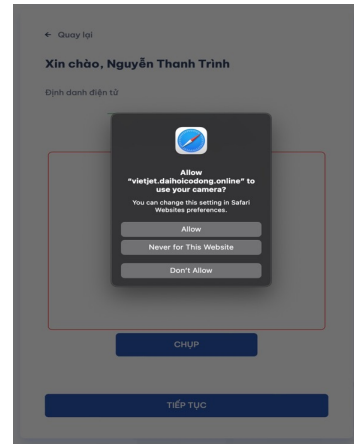 ← Quay lại
Xin chào, Nguyễn Thanh Trình
Định danh điện tử
Allow
"vietjet.daihoicodong.online" to
use your camera?
You can change this setting in Safari
Websites preferences.
Allow
Never for This Website
Don't Allow
CHỤP
TIẾP TỤC